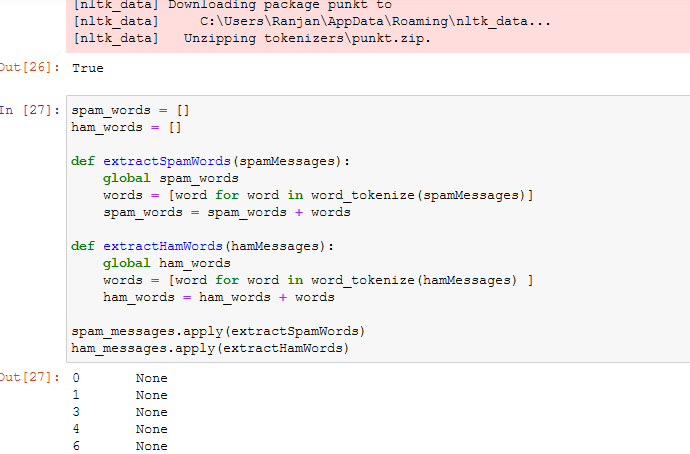 [nltk_data] Downloading package punkt to
[nltk_data]     C:\Users\Ranjan\AppData\Roaming\nltk_data...
[nltk_data]   Unzipping tokenizers\punkt.zip.
Out[26]: True
In [27]: spam_words = []
ham_words = []
def extractSpamWords(spamMessages):
    global spam_words
    words = [word for word in word_tokenize(spamMessages)]
    spam_words = spam_words + words
def extractHamWords(hamMessages):
    global ham_words
    words = [word for word in word_tokenize(hamMessages) ]
    ham_words = ham_words + words
spam_messages.apply(extractSpamWords)
ham_messages.apply(extractHamWords)
Out[27]: 0       None
1       None
3       None
4       None
6       None